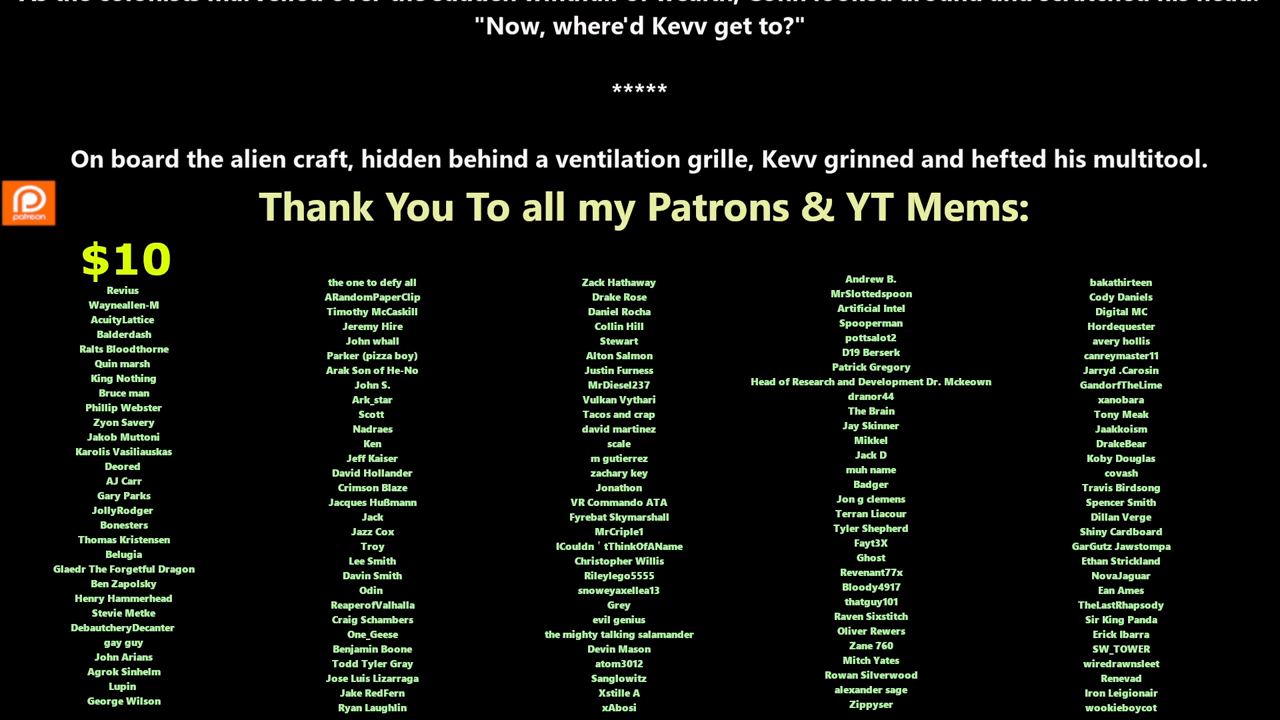 "Now, where'd Kevv get to?"
*****
On board the alien craft, hidden behind a ventilation grille, Kevv grinned and hefted his multitool.
patreon
Thank You To all my Patrons & YT Mems:
$10
Revius
Wayneallen-M
AcuityLattice
Balderdash
Ralts Bloodthorne
Quin marsh
King Nothing
Bruce man
Phillip Webster
Zyon Savery
Jakob Muttoni
Karolis Vasiliauskas
Deored
AJ Carr
Gary Parks
JollyRodger
Bonesters
Thomas Kristensen
Belugia
Glaedr The Forgetful Dragon
Ben Zapolsky
Henry Hammerhead
Stevie Metke
DebautcheryDecanter
gay guy
John Arians
Agrok Sinhelm
Lupin
George Wilson
the one to defy all
ARandomPaperClip
Timothy McCaskill
Jeremy Hire
John whall
Parker (pizza boy)
Arak Son of He-No
John S.
Ark_star
Scott
Nadraes
Ken
Jeff Kaiser
David Hollander
Crimson Blaze
Jacques Hußmann
Jack
Jazz Cox
Troy
Lee Smith
Davin Smith
Odin
ReaperofValhalla
Craig Schambers
One_Geese
Benjamin Boone
Todd Tyler Gray
Jose Luis Lizarraga
Jake RedFern
Ryan Laughlin
Zack Hathaway
Drake Rose
Daniel Rocha
Collin Hill
Stewart
Alton Salmon
Justin Furness
MrDiesel237
Vulkan Vythari
Tacos and crap
david martinez
scale
m gutierrez
zachary key
Jonathon
VR Commando ATA
Fyrebat Skymarshall
MrCriple1
ICouldn ' tThinkOfAName
Christopher Willis
Rileylego5555
snoweyaxellea13
Grey
evil genius
the mighty talking salamander
Devin Mason
atom3012
Sanglowitz
Xstille A
xAbosi
Andrew B.
MrSlottedspoon
Artificial Intel
Spooperman
pottsalot2
D19 Berserk
Patrick Gregory
Head of Research and Development Dr. Mckeown
dranor44
The Brain
Jay Skinner
Mikkel
Jack D
muh name
Badger
Jon g clemens
Terran Liacour
Tyler Shepherd
Fayt3X
Ghost
Revenant77x
Bloody4917
thatguy101
Raven Sixstitch
Oliver Rewers
Zane 760
Mitch Yates
Rowan Silverwood
alexander sage
Zippyser
bakathirteen
Cody Daniels
Digital MC
Hordequester
avery hollis
canreymaster11
Jarryd .Carosin
GandorfTheLime
xanobara
Tony Meak
Jaakkoism
DrakeBear
Koby Douglas
covash
Travis Birdsong
Spencer Smith
Dillan Verge
Shiny Cardboard
GarGutz Jawstompa
Ethan Strickland
NovaJaguar
Ean Ames
TheLastRhapsody
Sir King Panda
Erick Ibarra
SW_TOWER
wiredrawnsleet
Renevad
Iron Leigionair
wookieboycot